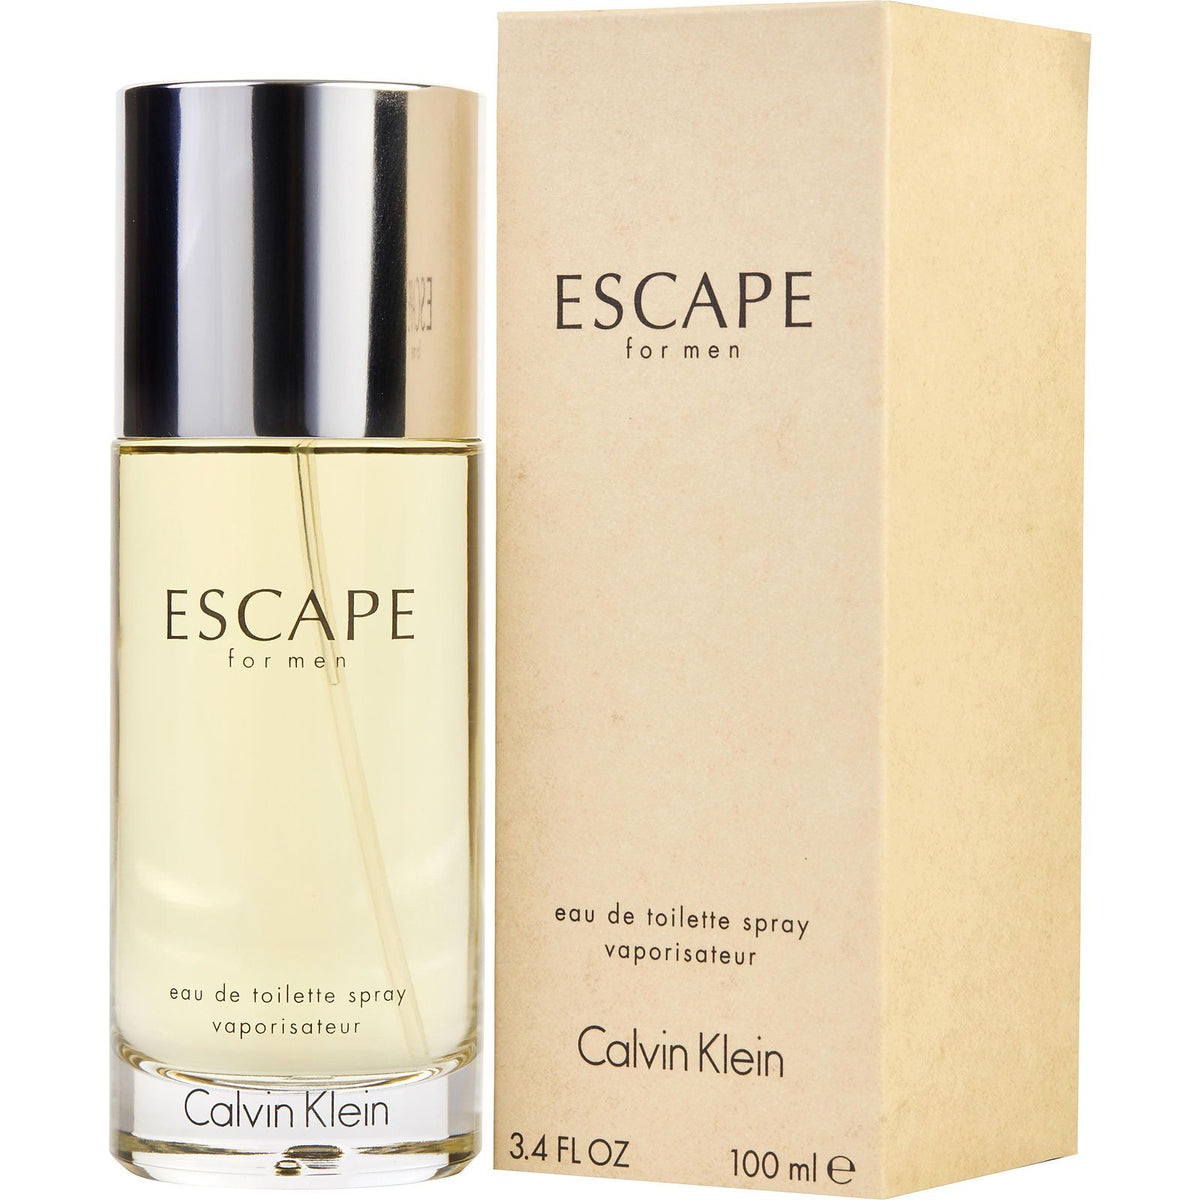 ESCAPE
for men
eau de toilette spray
vaporisateur
Calvin Klein
ESCAPE
for men
eau de toilette spray
vaporisateur
Calvin Klein
3.4 FL OZ 100 ml ℮